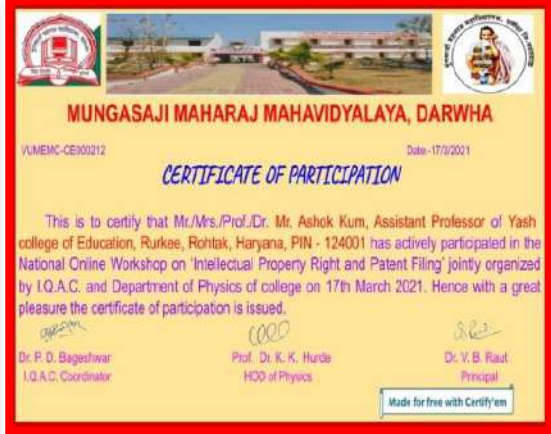 MUNGASAJI MAHARAJ MAHAVIDYALAYA, DARWHA
VUMEMC-CE000212 Date:-17/3/2021
CERTIFICATE OF PARTICIPATION
This is to certify that Mr./Mrs./Prof./Dr. Mr. Ashok Kum, Assistant Professor of Yash
college of Education, Rurkee, Rohtak, Haryana, PIN - 124001 has actively participated in the
National Online Workshop on 'Intellectual Property Right and Patent Filing' jointly organized
by I.Q.A.C. and Department of Physics of college on 17th March 2021. Hence with a great
pleasure the certificate of participation is issued.
Dr. P. D. Bageshwar Prof. Dr. K. K. Hurde Dr. V. B. Raut
I.Q.A.C. Coordinator HOD of Physics Principal
Made for free with Certify'em